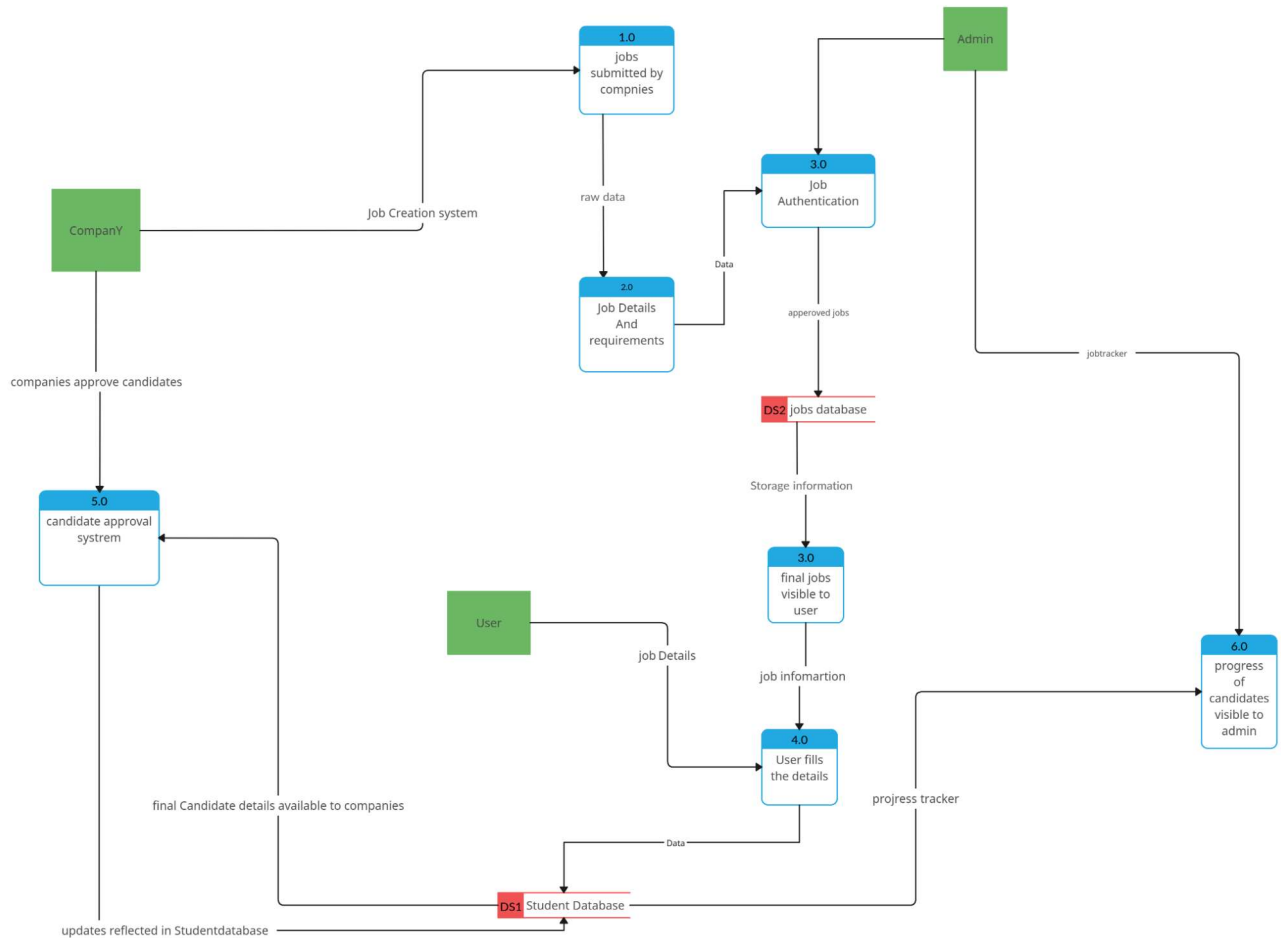 1.0
jobs
submitted by
compnies
Admin
3.0
Job
Authentication
raw data
Job Creation system
CompanY
Data
2.0
Job Details
And
requirements
apperoved jobs
jobtracker
companies approve candidates
DS2 jobs database
Storage information
5.0
candidate approval
systrem
3.0
final jobs
visible to
user
User
job Details
job infomartion
6.0
progress
of
candidates
visible to
admin
4.0
User fills
the details
final Candidate details available to companies
projress tracker
Data
DS1 Student Database
updates reflected in Studentdatabase